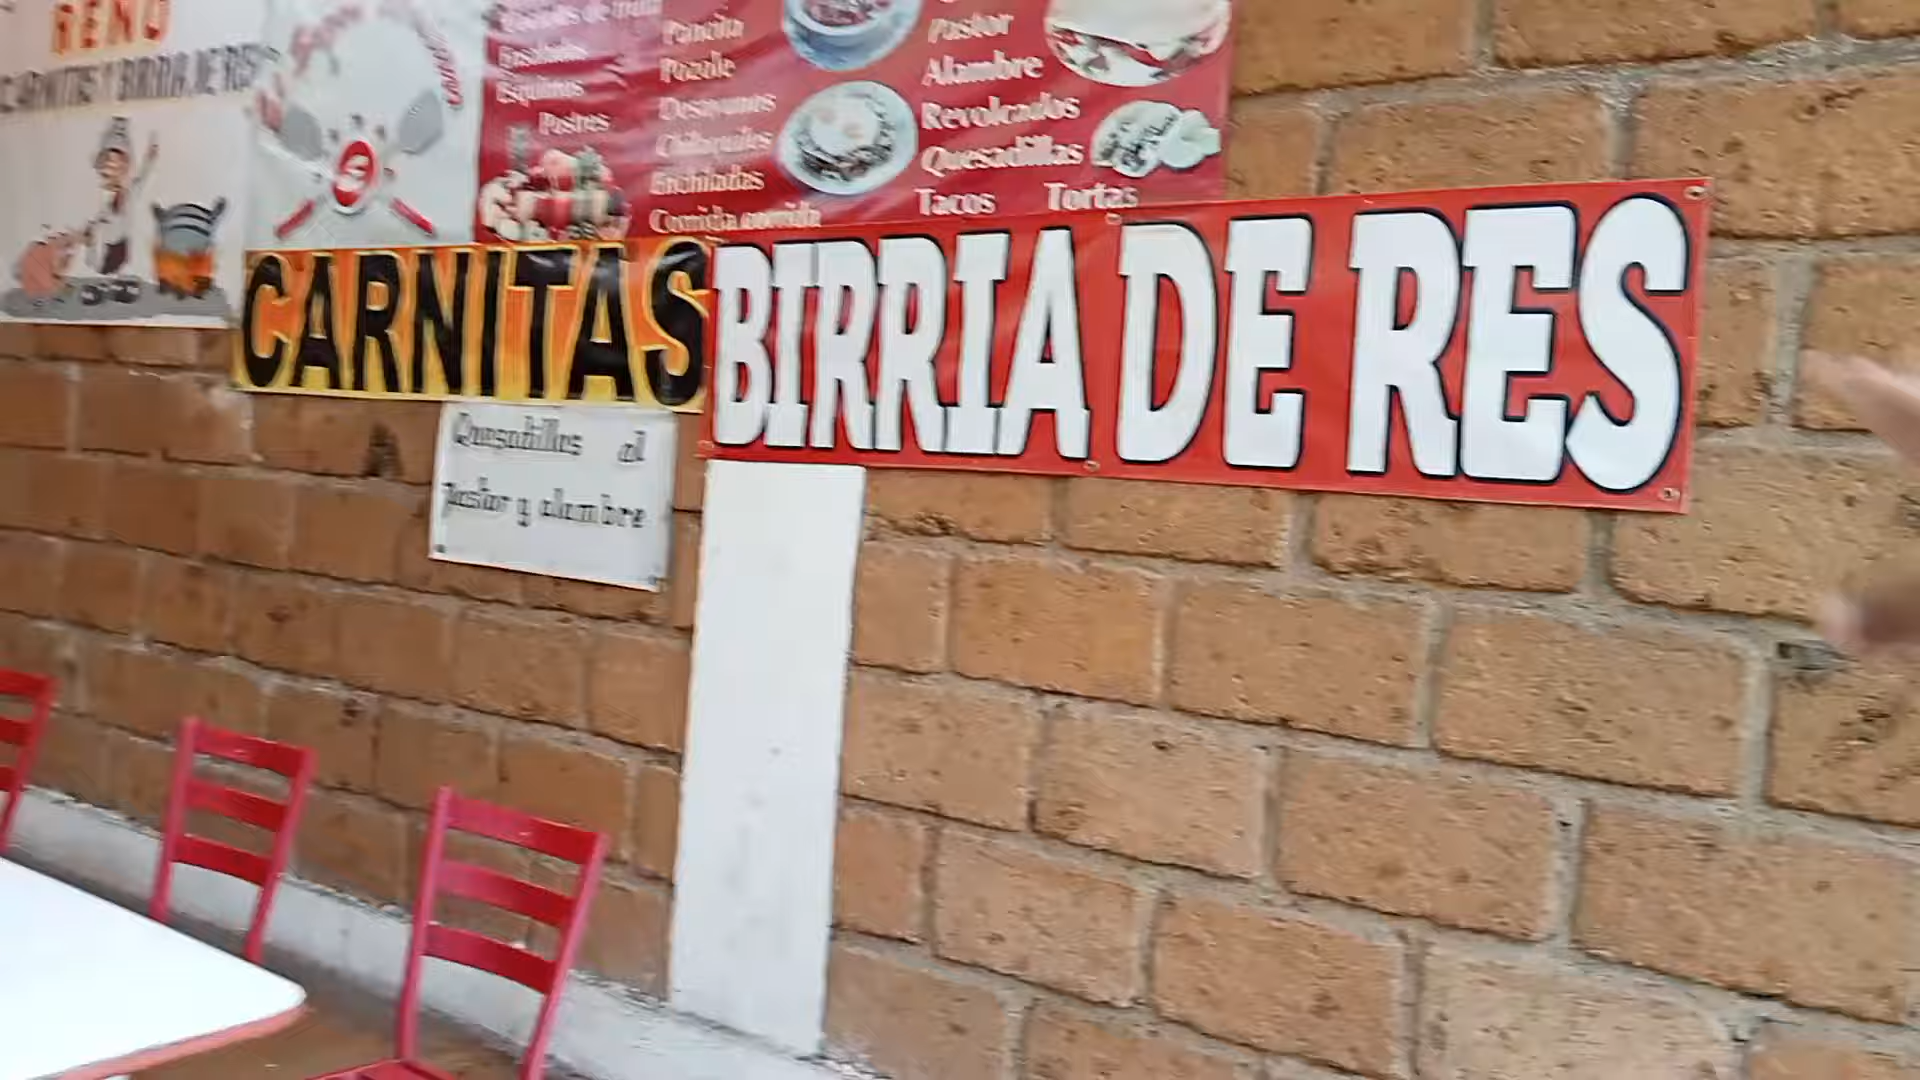 RENO
CARNITAS Y BIRRIA DE RES
Ensaladas
Esquimos
Postres
Pancita
Pozole
Desayunos
Chilaquiles
Enchiladas
Comida corrida
Pastor
Alambre
Revolcados
Quesadillas
Tacos Tortas
CARNITAS
BIRRIA DE RES
Quesadillas al
pastor y alambre